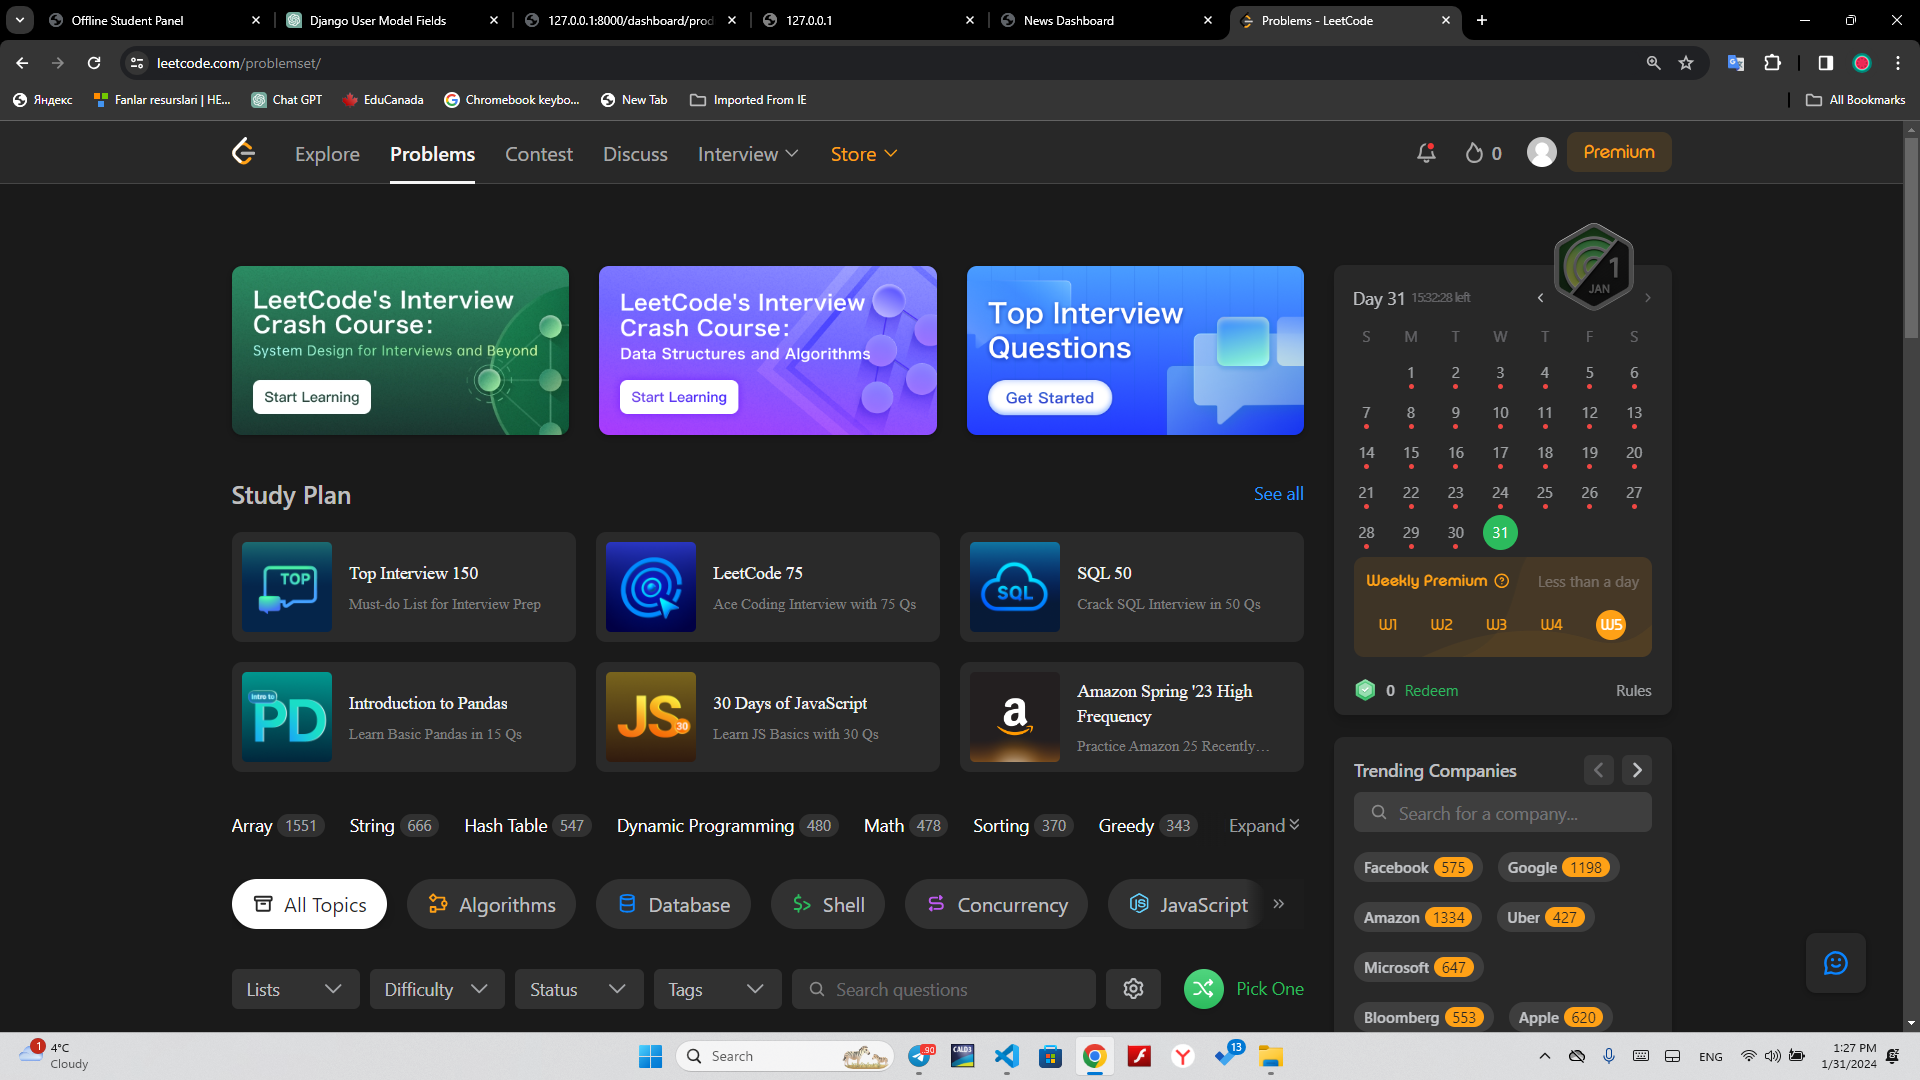 Offline Student Panel
Django User Model Fields
127.0.0.1:8000/dashboard/prod
127.0.0.1
News Dashboard
Problems - LeetCode
leetcode.com/problemset/
Яндекс
Fanlar resurslari | HE...
Chat GPT
EduCanada
Chromebook keybo...
New Tab
Imported From IE
All Bookmarks
Explore
Problems
Contest
Discuss
Interview
Store
0
Premium
LeetCode's Interview
Crash Course:
System Design for Interviews and Beyond
Start Learning
LeetCode's Interview
Crash Course:
Data Structures and Algorithms
Start Learning
Top Interview
Questions
Get Started
Day 31 15:32:28 left
1
JAN
S M T W T F S
1 2 3 4 5 6
7 8 9 10 11 12 13
14 15 16 17 18 19 20
21 22 23 24 25 26 27
28 29 30 31
Weekly Premium ? Less than a day
W1 W2 W3 W4 W5
0 Redeem Rules
Study Plan
See all
TOP
Top Interview 150
Must-do List for Interview Prep
LeetCode 75
Ace Coding Interview with 75 Qs
SQL
SQL 50
Crack SQL Interview in 50 Qs
Intro to
PD
Introduction to Pandas
Learn Basic Pandas in 15 Qs
JS 30
30 Days of JavaScript
Learn JS Basics with 30 Qs
a
Amazon Spring '23 High
Frequency
Practice Amazon 25 Recently...
Array 1551 String 666 Hash Table 547 Dynamic Programming 480 Math 478 Sorting 370 Greedy 343 Expand
All Topics
Algorithms
Database
Shell
Concurrency
JS JavaScript
Lists
Difficulty
Status
Tags
Search questions
Pick One
Trending Companies
Search for a company...
Facebook 575 Google 1198
Amazon 1334 Uber 427
Microsoft 647
Bloomberg 553 Apple 620
1
4°C
Cloudy
Search
90
CALD3
13
ENG
1:27 PM
1/31/2024